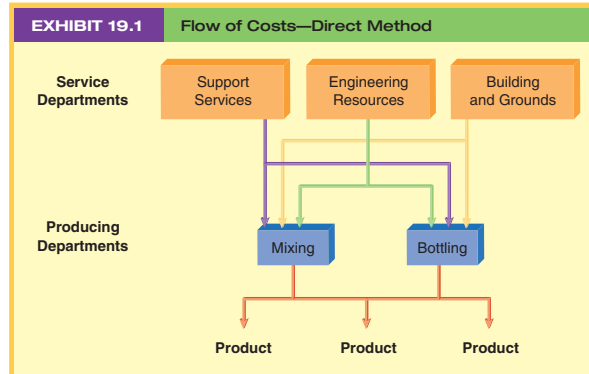 EXHIBIT 19.1
Flow of Costs—Direct Method
Service
Departments
Support
Services
Engineering
Resources
Building
and Grounds
Producing
Departments
Mixing
Bottling
Product
Product
Product